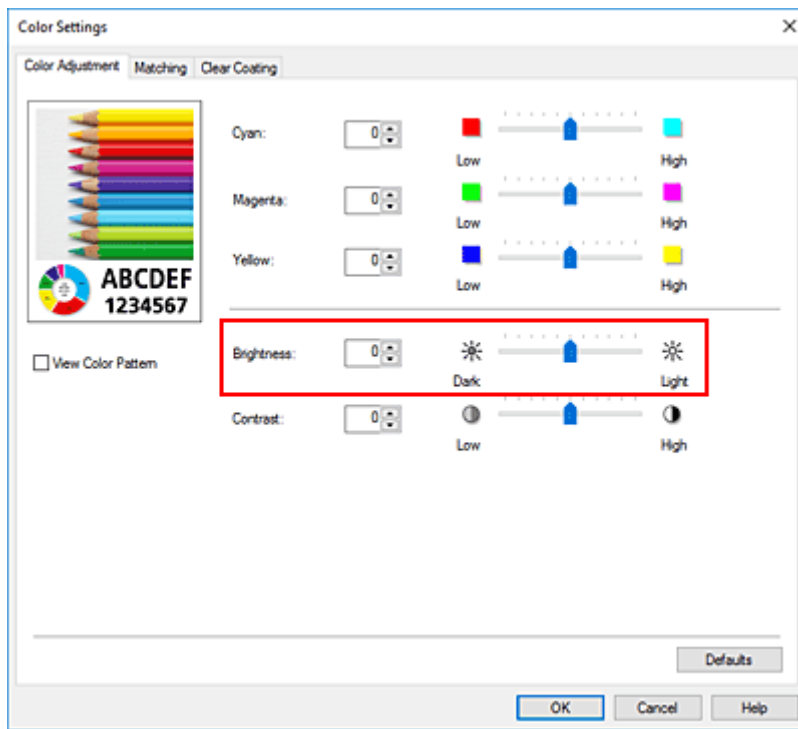 Color Settings
Color Adjustment Matching Clear Coating
Cyan: 0
Low High
Magenta: 0
Low High
Yellow: 0
Low High
ABCDEF
1234567
View Color Pattern
Brightness: 0
Dark Light
Contrast: 0
Low High
Defaults
OK Cancel Help